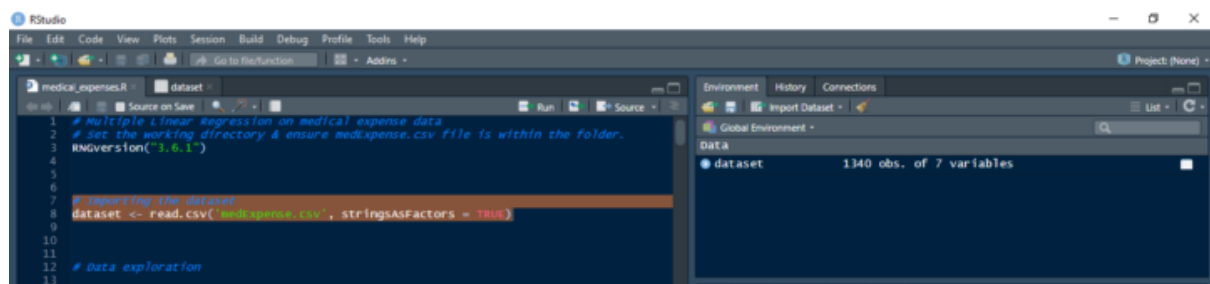 RStudio
File Edit Code View Plots Session Build Debug Profile Tools Help
Go to file/function Addins Project: (None)
medical_expenses.R dataset
Source on Save Run Source
1 # Multiple Linear Regression on medical expense data
2 # Set the working directory & ensure medExpense.csv file is within the folder.
3 RNGversion("3.6.1")
4
5
6
7 # Importing the dataset
8 dataset <- read.csv('medExpense.csv', stringsAsFactors = TRUE)
9
10
11
12 # Data exploration
13
Environment History Connections
Import Dataset List
Global Environment
Data
dataset 1340 obs. of 7 variables